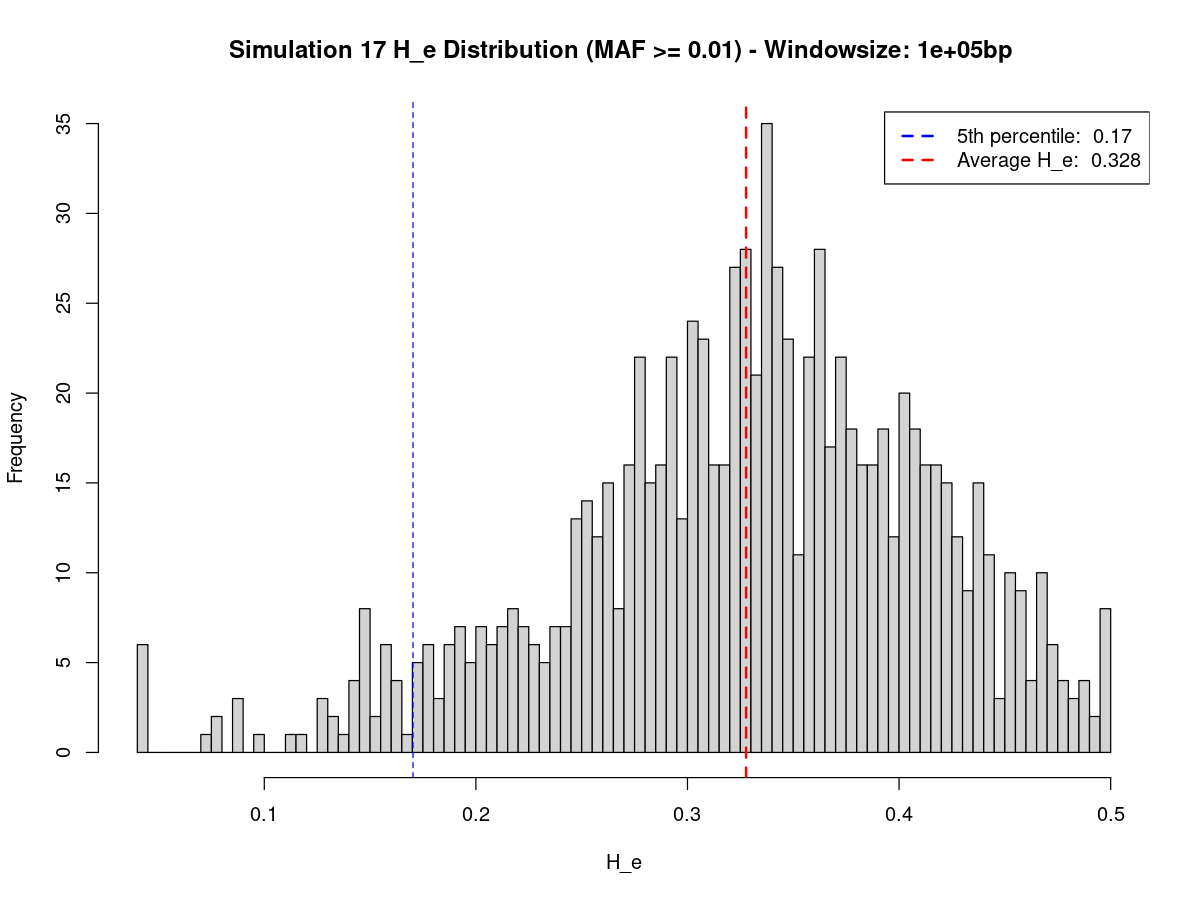 Simulation 17 H_e Distribution (MAF >= 0.01) - Windowsize: 1e+05bp
5th percentile:  0.17
Average H_e:  0.328
Frequency
35
30
25
20
15
10
5
0
0.1
0.2
0.3
0.4
0.5
H_e